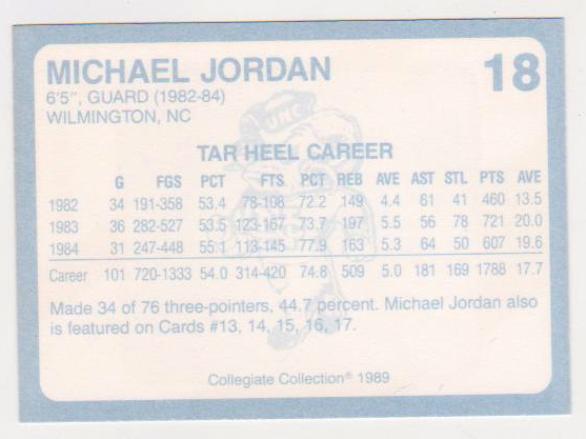 MICHAEL JORDAN 18
6'5", GUARD (1982-84)
WILMINGTON, NC
UNC
TAR HEEL CAREER
G FGS PCT FTS PCT REB AVE AST STL PTS AVE
1982 34 191-358 53.4 78-108 72.2 149 4.4 61 41 460 13.5
1983 36 282-527 53.5 123-167 73.7 197 5.5 56 78 721 20.0
1984 31 247-448 55.1 113-145 77.9 163 5.3 64 50 607 19.6
Career 101 720-1333 54.0 314-420 74.8 509 5.0 181 169 1788 17.7
Made 34 of 76 three-pointers, 44.7 percent. Michael Jordan also
is featured on Cards #13, 14, 15, 16, 17.
Collegiate Collection® 1989